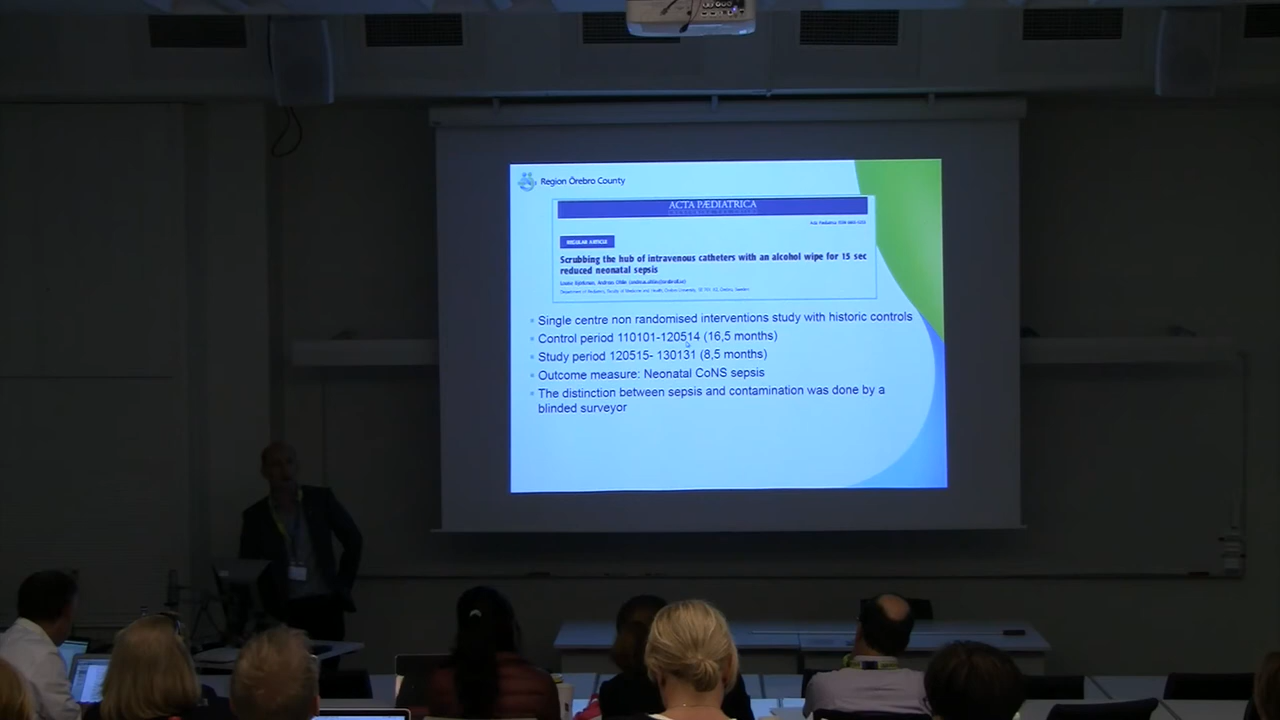 Region Örebro County
ACTA PÆDIATRICA
REGULAR ARTICLE
Scrubbing the hub of intravenous catheters with an alcohol wipe for 15 sec
reduced neonatal sepsis
Single centre non randomised interventions study with historic controls
Control period 110101-120514 (16,5 months)
Study period 120515- 130131 (8,5 months)
Outcome measure: Neonatal CoNS sepsis
The distinction between sepsis and contamination was done by a
blinded surveyor